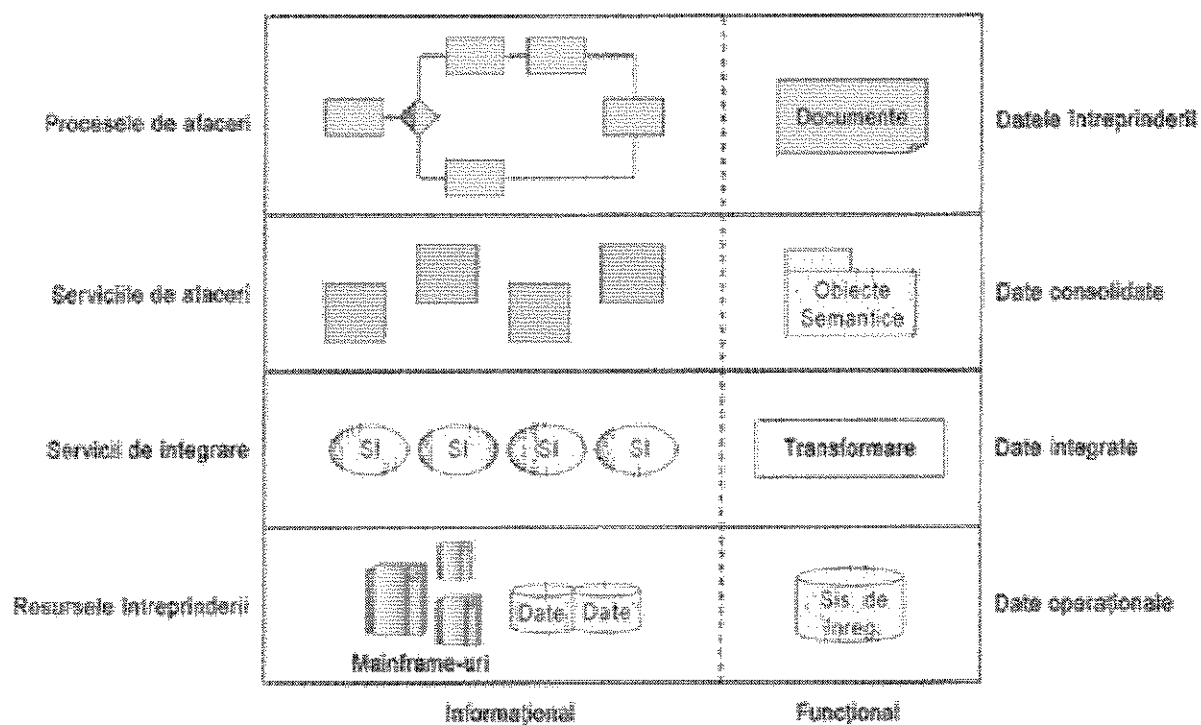 Procesele de afaceri
Documente
Datele întreprinderii
Serviciile de afaceri
Obiecte
Semantice
Date consolidate
Servicii de integrare
SI SI SI SI
Transformare
Date integrate
Resursele întreprinderii
Date Date
Sis. de
înreg.
Date operaționale
Mainframe-uri
Informațional
Funcțional